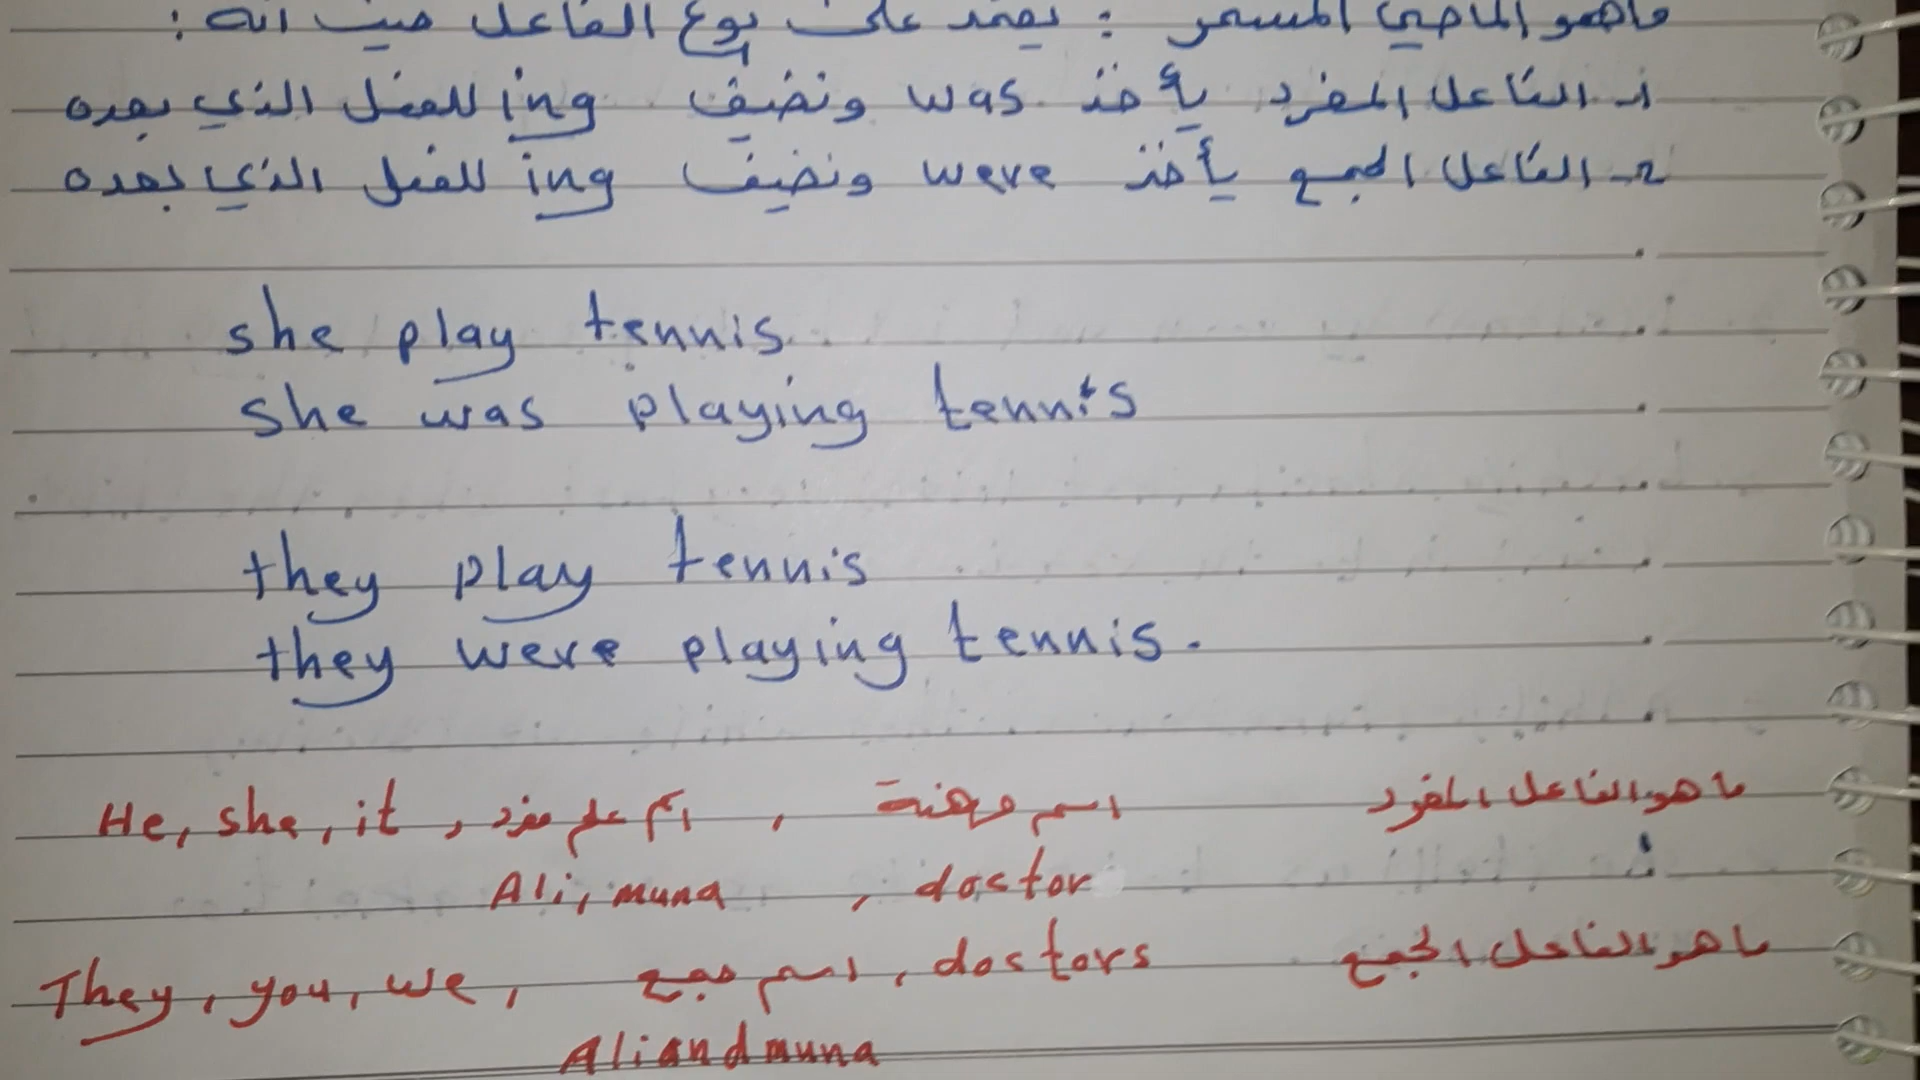 ماهو الماضي المستمر : يعتمد على نوع الفاعل حيث انه :
1- الفاعل المفرد يأخذ was ونضيف ing للفعل الذي بعده
2- الفاعل الجمع يأخذ were ونضيف ing للفعل الذي بعده
she play tennis
she was playing tennis
they play tennis
they were playing tennis.
ما هو الفاعل المفرد اسم مهنة , اسم علم مفرد , He, she, it
Ali, muna , doctor
ما هو الفاعل الجمع They, you, we, اسم جمع , doctors
Ali and muna